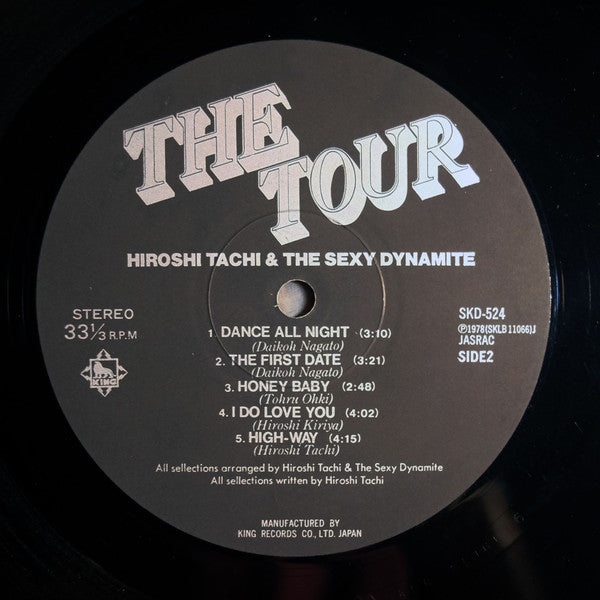 THE
TOUR
HIROSHI TACHI & THE SEXY DYNAMITE
STEREO
33⅓ R.P.M
KING
SKD-524
Ⓟ1978(SKLB 11066)J
JASRAC
SIDE2
1. DANCE ALL NIGHT (3:10)
(Daikoh Nagato)
2. THE FIRST DATE (3:21)
(Daikoh Nagato)
3. HONEY BABY (2:48)
(Tohru Ohki)
4. I DO LOVE YOU (4:02)
(Hiroshi Kiriya)
5. HIGH-WAY (4:15)
(Hiroshi Tachi)
All sellections arranged by Hiroshi Tachi & The Sexy Dynamite
All sellections written by Hiroshi Tachi
MANUFACTURED BY
KING RECORDS CO., LTD. JAPAN